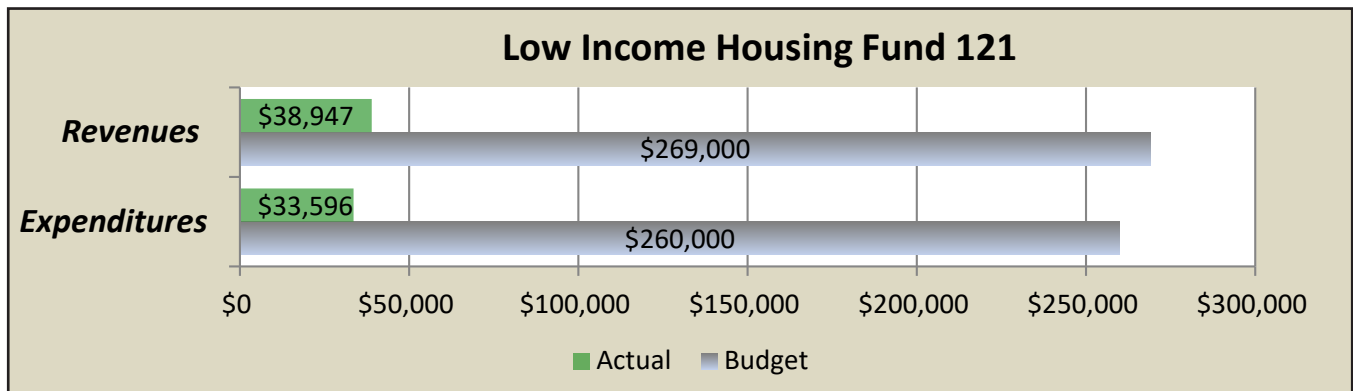 Low Income Housing Fund 121
Revenues
$38,947
$269,000
Expenditures
$33,596
$260,000
$0 $50,000 $100,000 $150,000 $200,000 $250,000 $300,000
Actual Budget